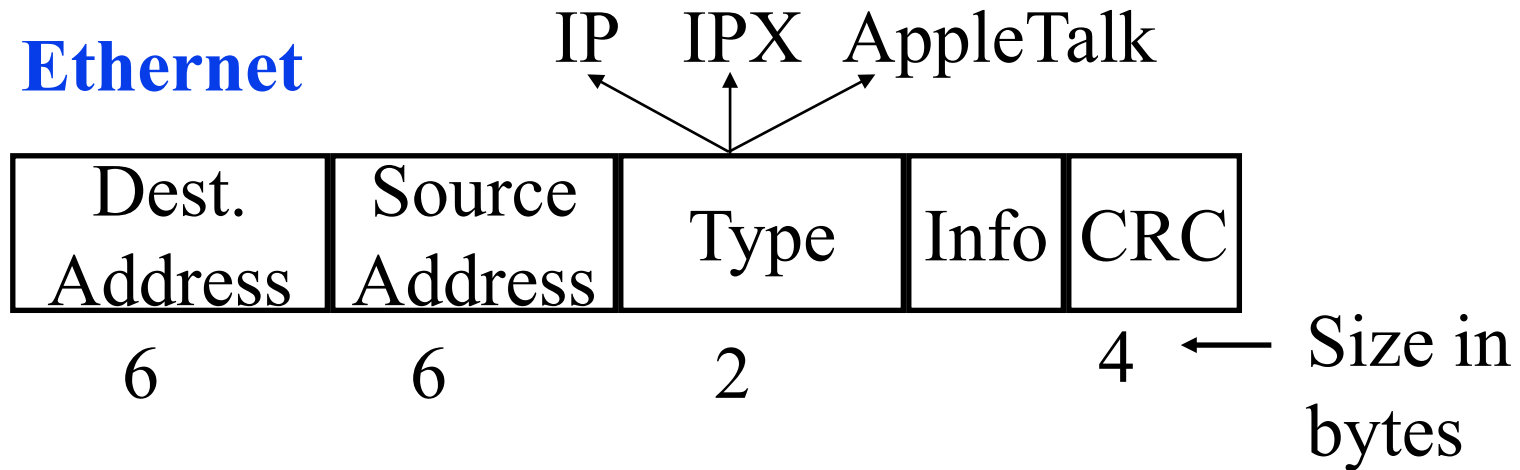 Ethernet
IP IPX AppleTalk
Dest.
Address
Source
Address
Type
Info
CRC
6 6 2 4
Size in
bytes